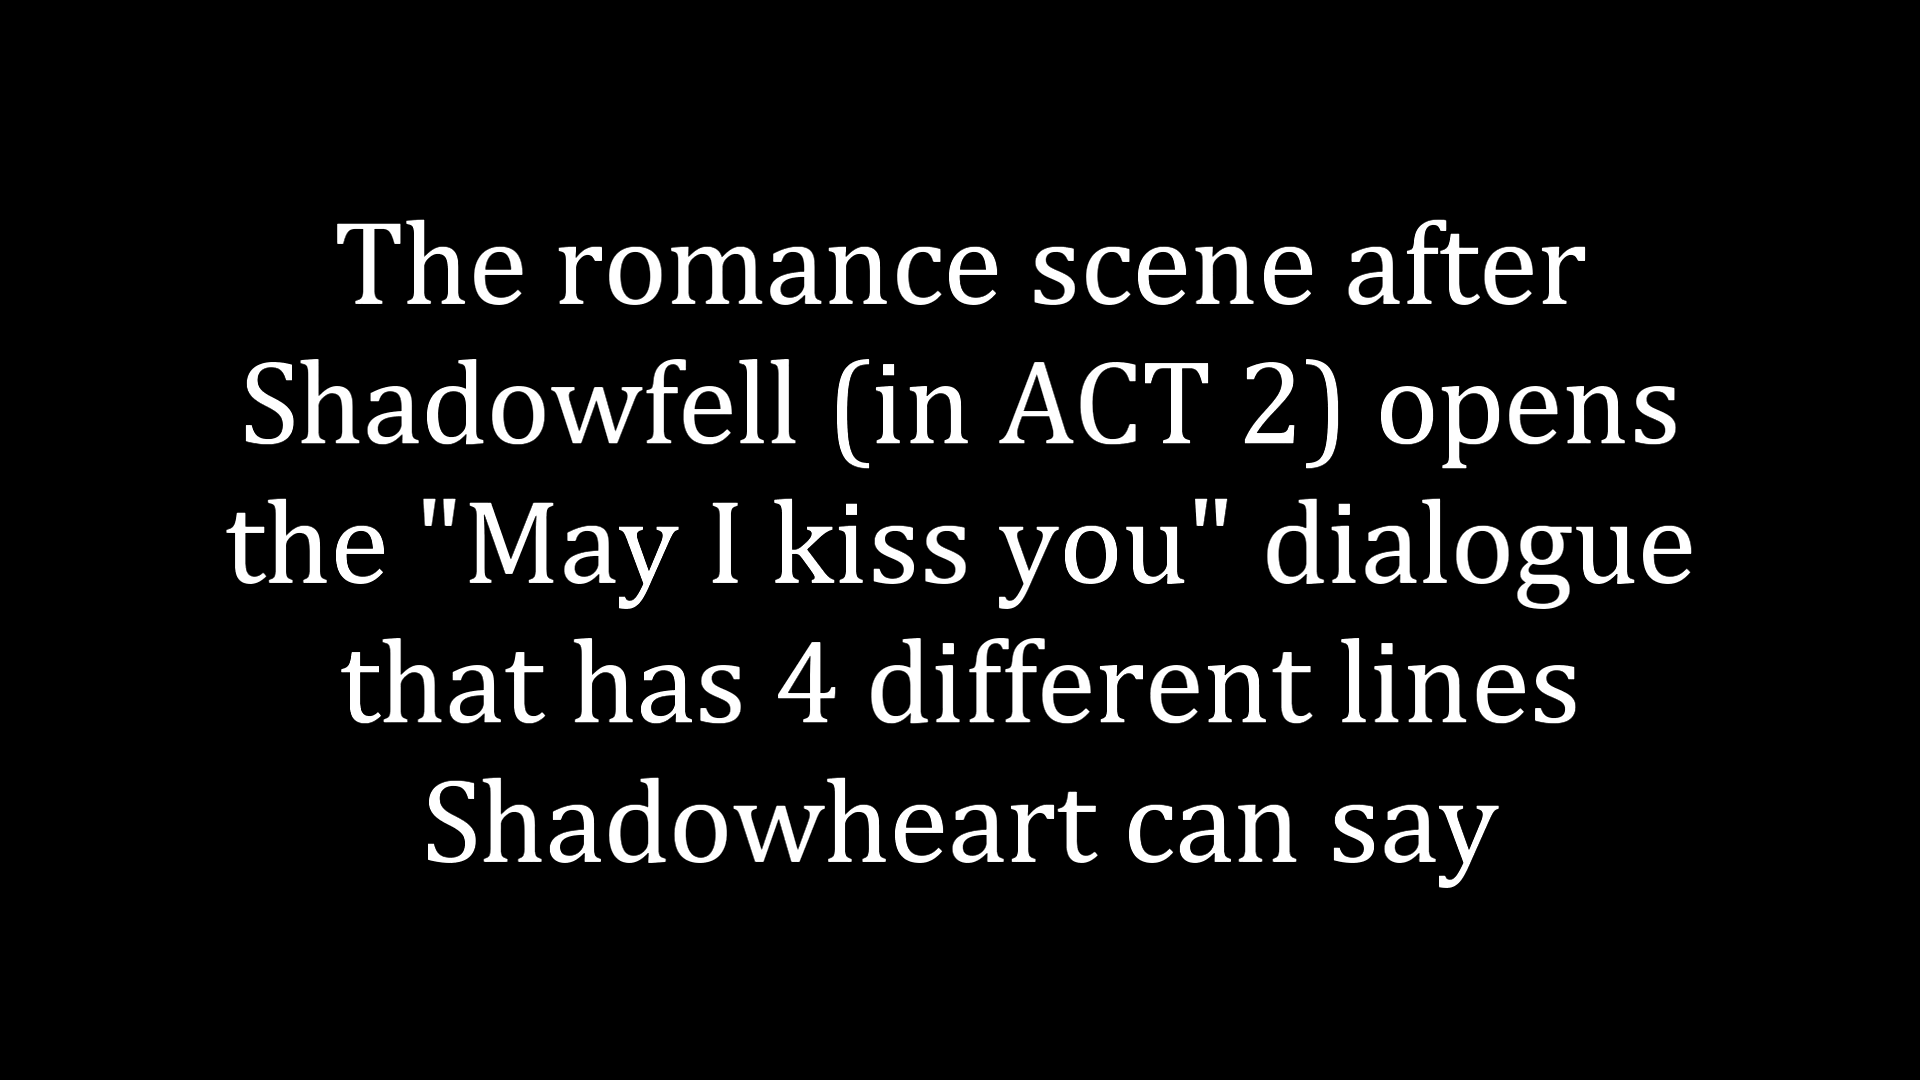 The romance scene after
Shadowfell (in ACT 2) opens
the "May I kiss you" dialogue
that has 4 different lines
Shadowheart can say